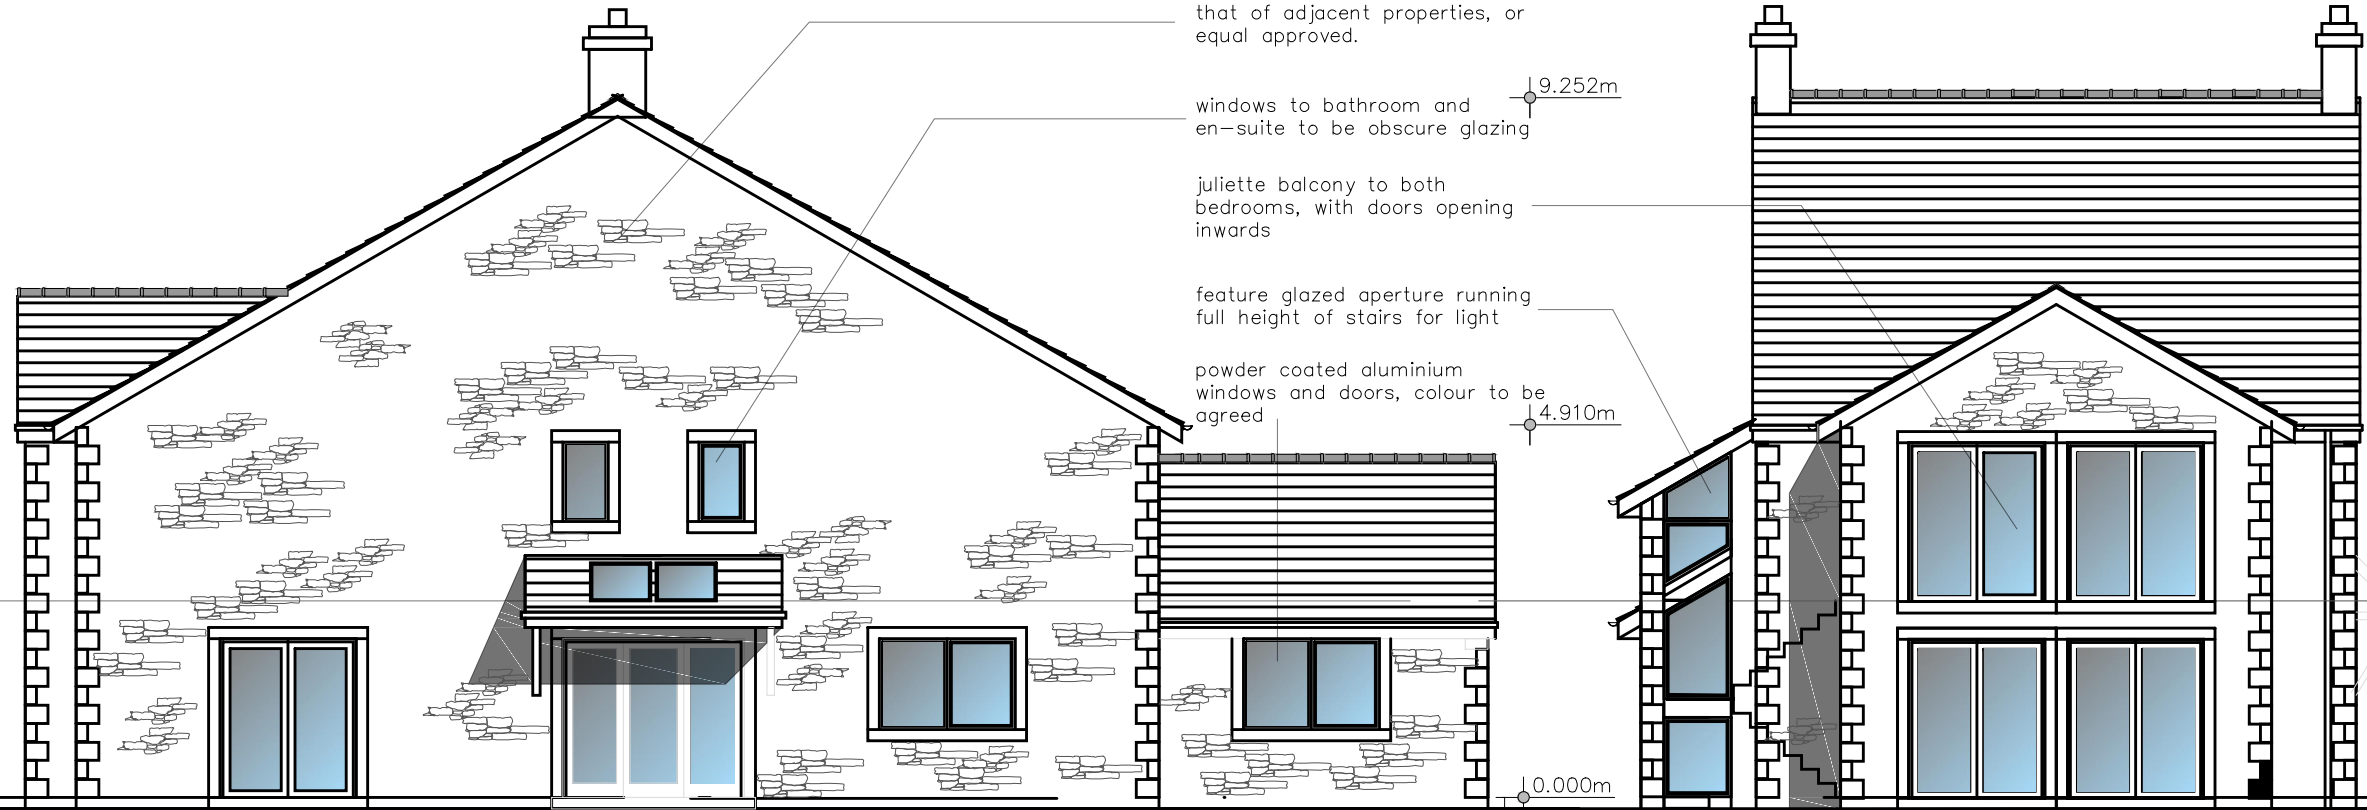 that of adjacent properties, or
equal approved.
9.252m
windows to bathroom and
en-suite to be obscure glazing
juliette balcony to both
bedrooms, with doors opening
inwards
feature glazed aperture running
full height of stairs for light
powder coated aluminium
windows and doors, colour to be
agreed
4.910m
0.000m